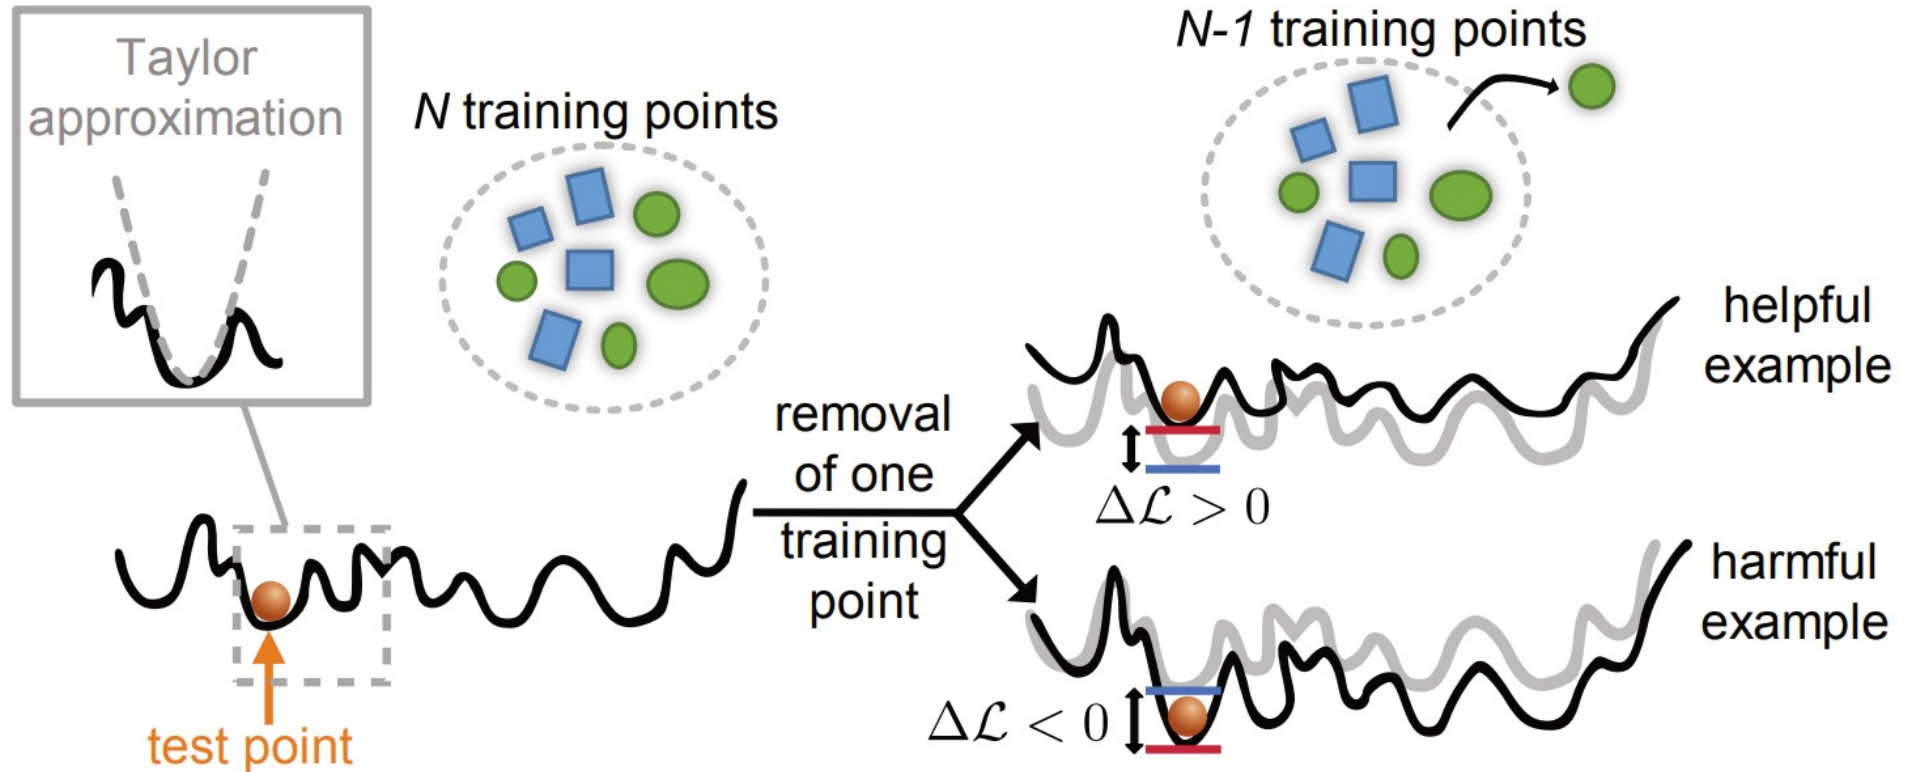 Taylor
approximation
N training points
N-1 training points
removal
of one
training
point
helpful
example
Δℒ > 0
harmful
example
Δℒ < 0
test point